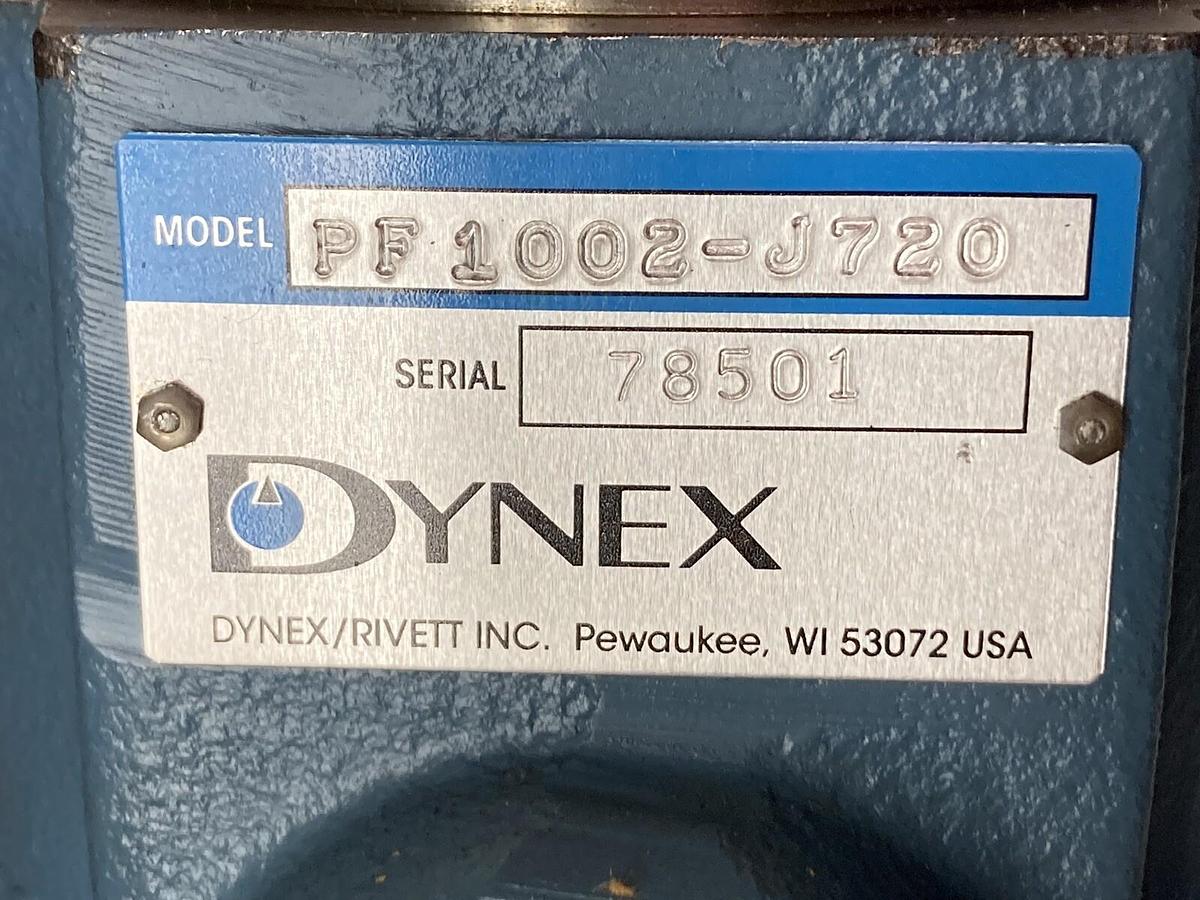 MODEL PF1002-J720
SERIAL 78501
DYNEX
DYNEX/RIVETT INC. Pewaukee, WI 53072 USA